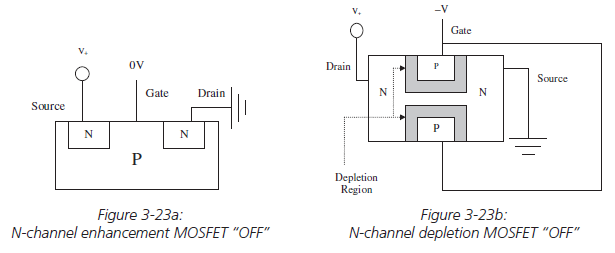 V+
0V
Gate
Drain
Source
N
N
P
Figure 3-23a:
N-channel enhancement MOSFET "OFF"
V+
-V
Gate
Drain
P
Source
N
N
P
Depletion
Region
Figure 3-23b:
N-channel depletion MOSFET "OFF"